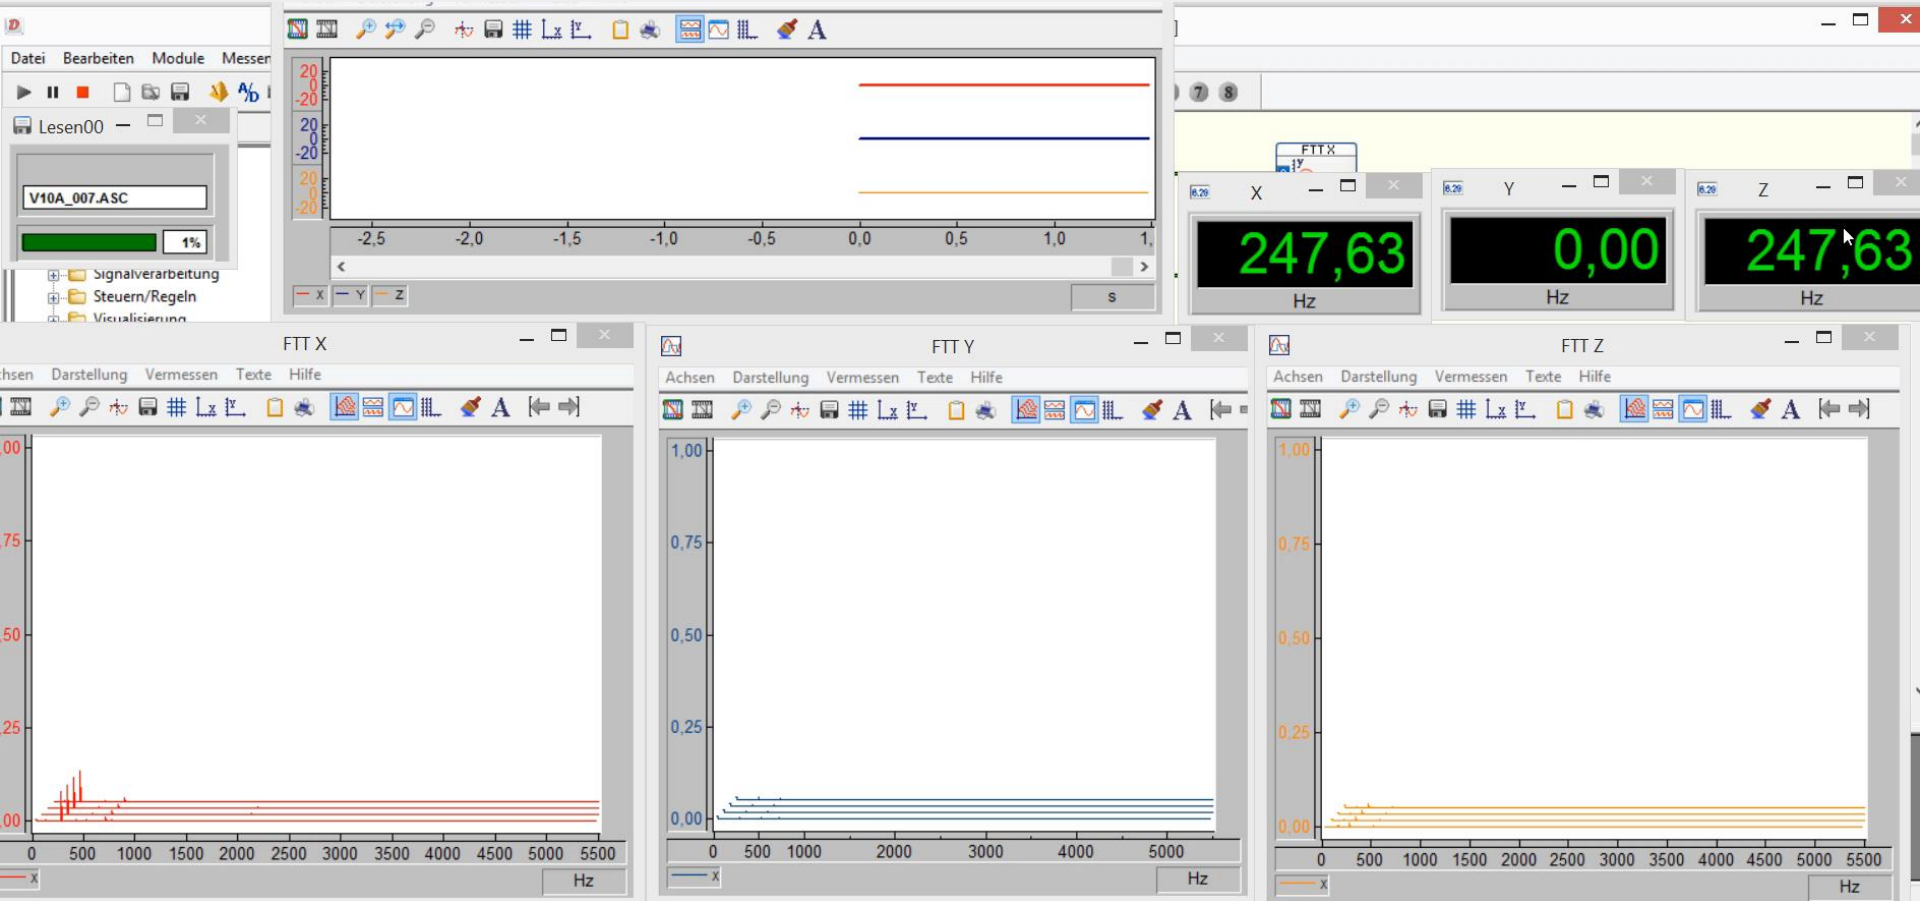 Datei Bearbeiten Module Messen
Lesen00
V10A_007.ASC
1%
Signalverarbeitung
Steuern/Regeln
Visualisierung
20
0
-20
20
0
-20
20
0
-20
-2,5 -2,0 -1,5 -1,0 -0,5 0,0 0,5 1,0 1,
X Y Z
s
7 8
FTT X
X
247,63
Hz
Y
0,00
Hz
Z
247,63
Hz
FTT X
chsen Darstellung Vermessen Texte Hilfe
,00
,75
,50
,25
,00
0 500 1000 1500 2000 2500 3000 3500 4000 4500 5000 5500
X
Hz
FTT Y
Achsen Darstellung Vermessen Texte Hilfe
1,00
0,75
0,50
0,25
0,00
0 500 1000 2000 3000 4000 5000
X
Hz
FTT Z
Achsen Darstellung Vermessen Texte Hilfe
1,00
0,75
0,50
0,25
0,00
0 500 1000 1500 2000 2500 3000 3500 4000 4500 5000 5500
X
Hz